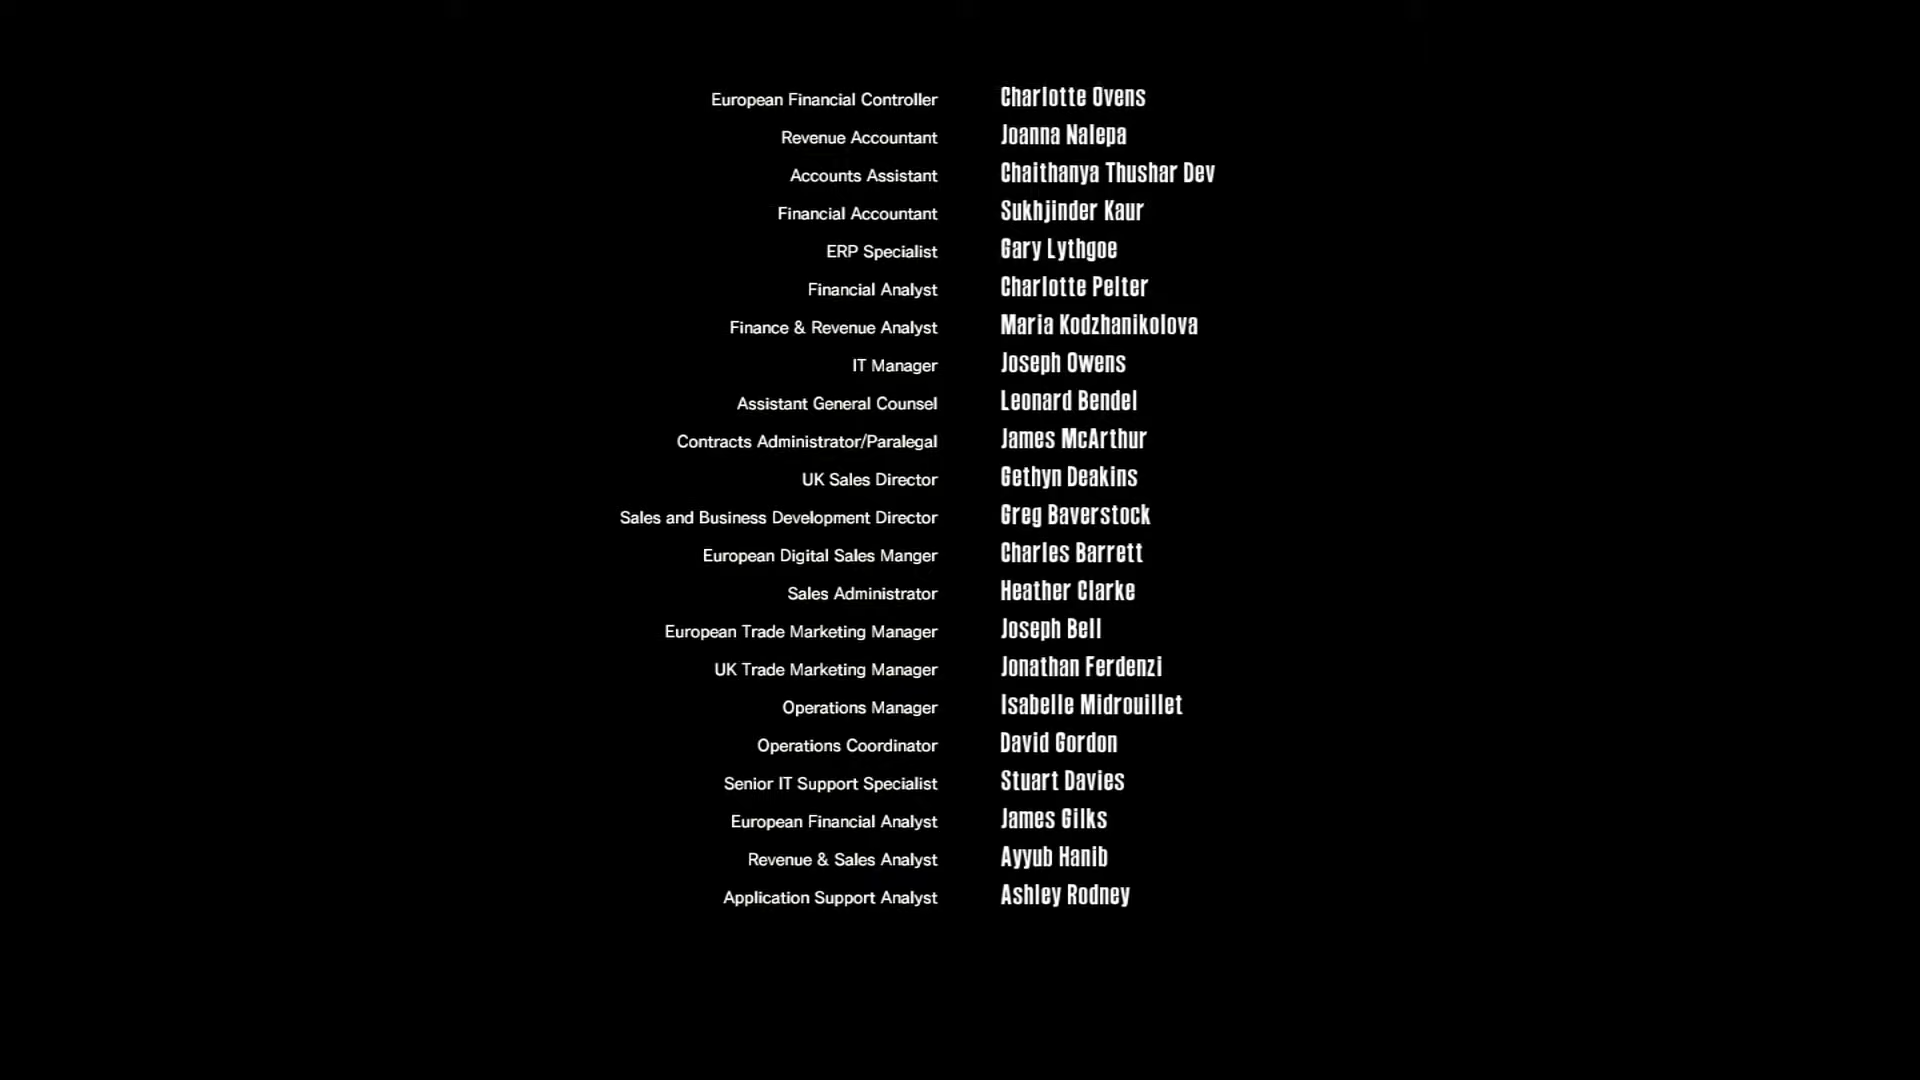 European Financial Controller Charlotte Ovens
Revenue Accountant Joanna Nalepa
Accounts Assistant Chaithanya Thushar Dev
Financial Accountant Sukhjinder Kaur
ERP Specialist Gary Lythgoe
Financial Analyst Charlotte Pelter
Finance & Revenue Analyst Maria Kodzhanikolova
IT Manager Joseph Owens
Assistant General Counsel Leonard Bendel
Contracts Administrator/Paralegal James McArthur
UK Sales Director Gethyn Deakins
Sales and Business Development Director Greg Baverstock
European Digital Sales Manger Charles Barrett
Sales Administrator Heather Clarke
European Trade Marketing Manager Joseph Bell
UK Trade Marketing Manager Jonathan Ferdenzi
Operations Manager Isabelle Midrouillet
Operations Coordinator David Gordon
Senior IT Support Specialist Stuart Davies
European Financial Analyst James Gilks
Revenue & Sales Analyst Ayyub Hanib
Application Support Analyst Ashley Rodney